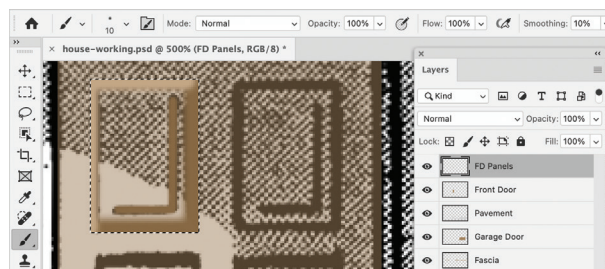 10
Mode: Normal
Opacity: 100%
Flow: 100%
Smoothing: 10%
»
× house-working.psd @ 500% (FD Panels, RGB/8) *
× «
Layers
Kind
T
Normal
Opacity: 100%
Lock:
Fill: 100%
FD Panels
Front Door
Pavement
Garage Door
Fascia